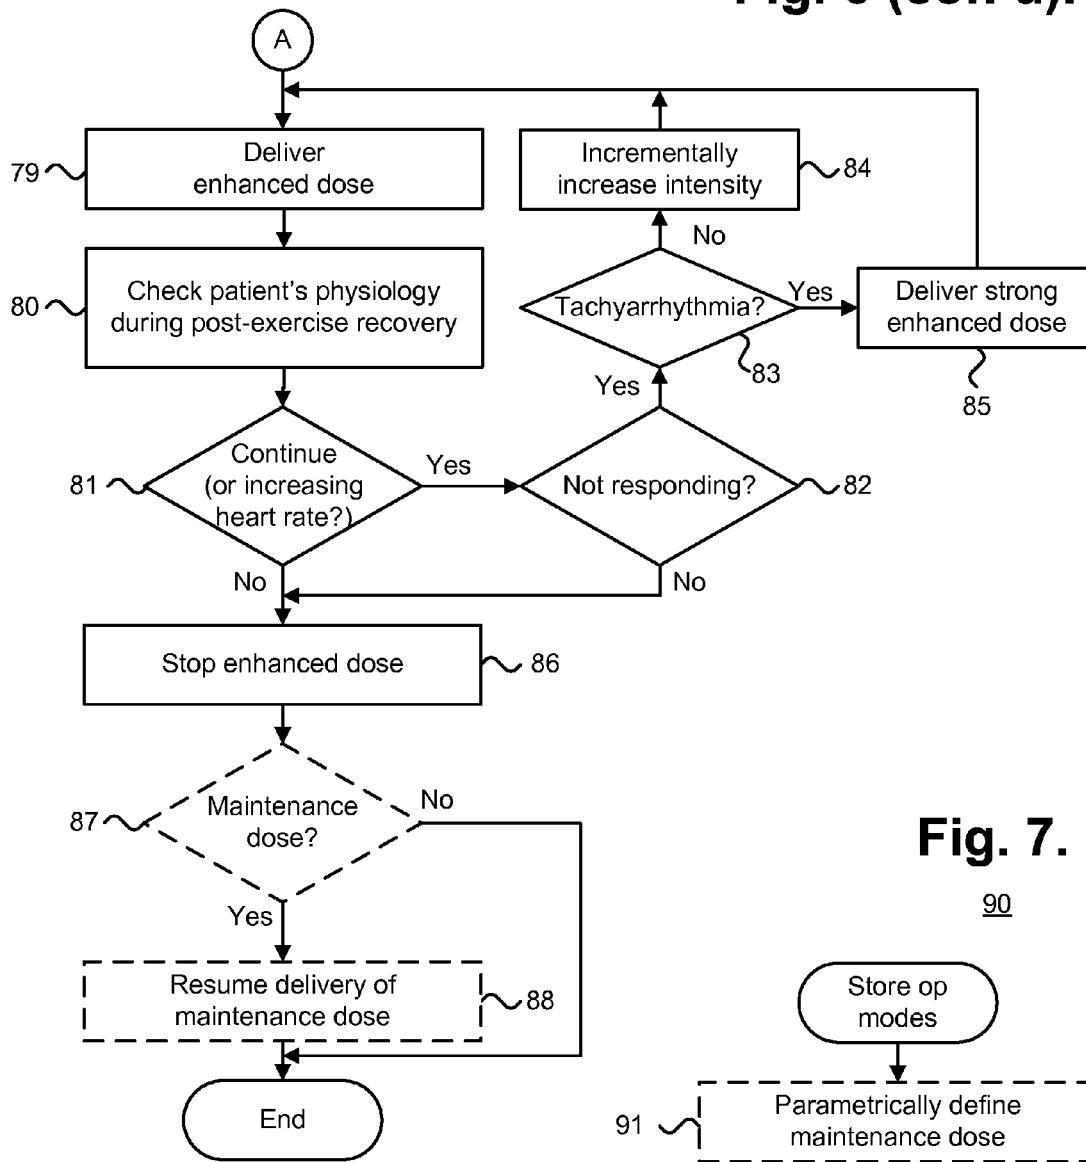 A
Deliver
enhanced dose
79
Incrementally
increase intensity
84
No
Check patient's physiology
during post-exercise recovery
80
Tachyarrhythmia?
Yes
83
Deliver strong
enhanced dose
85
Yes
Continue
(or increasing
heart rate?)
81
Yes
Not responding?
82
No
No
Stop enhanced dose
86
Maintenance
dose?
87
No
Yes
Resume delivery of
maintenance dose
88
End
Fig. 7.
90
Store op
modes
Parametrically define
maintenance dose
91